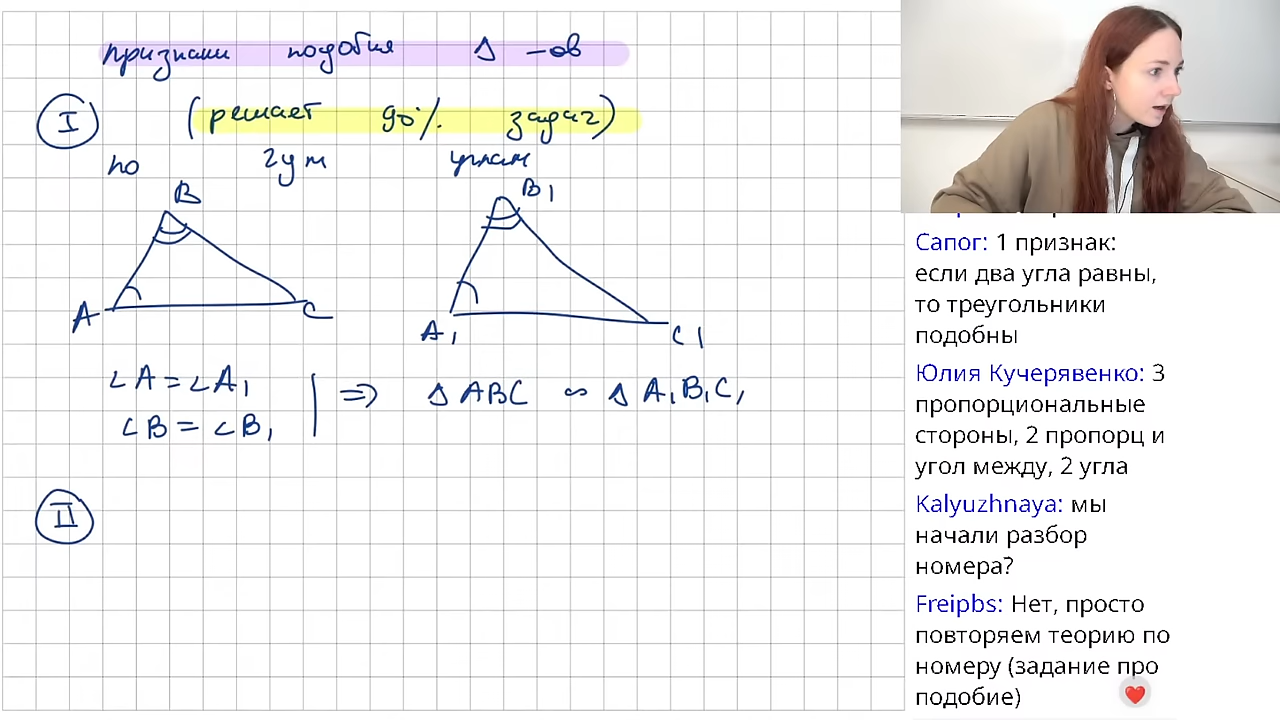 признаки подобия Δ -ов
I (решает 90% задач)
по 2ум углам
B
B1
A
C
A1
C1
∠A = ∠A1
∠B = ∠B1
=> Δ ABC ∾ Δ A1B1C1
II
Сапог: 1 признак:
если два угла равны,
то треугольники
подобны
Юлия Кучерявенко: 3
пропорциональные
стороны, 2 пропорц и
угол между, 2 угла
Kalyuzhnaya: мы
начали разбор
номера?
Freipbs: Нет, просто
повторяем теорию по
номеру (задание про
подобие)